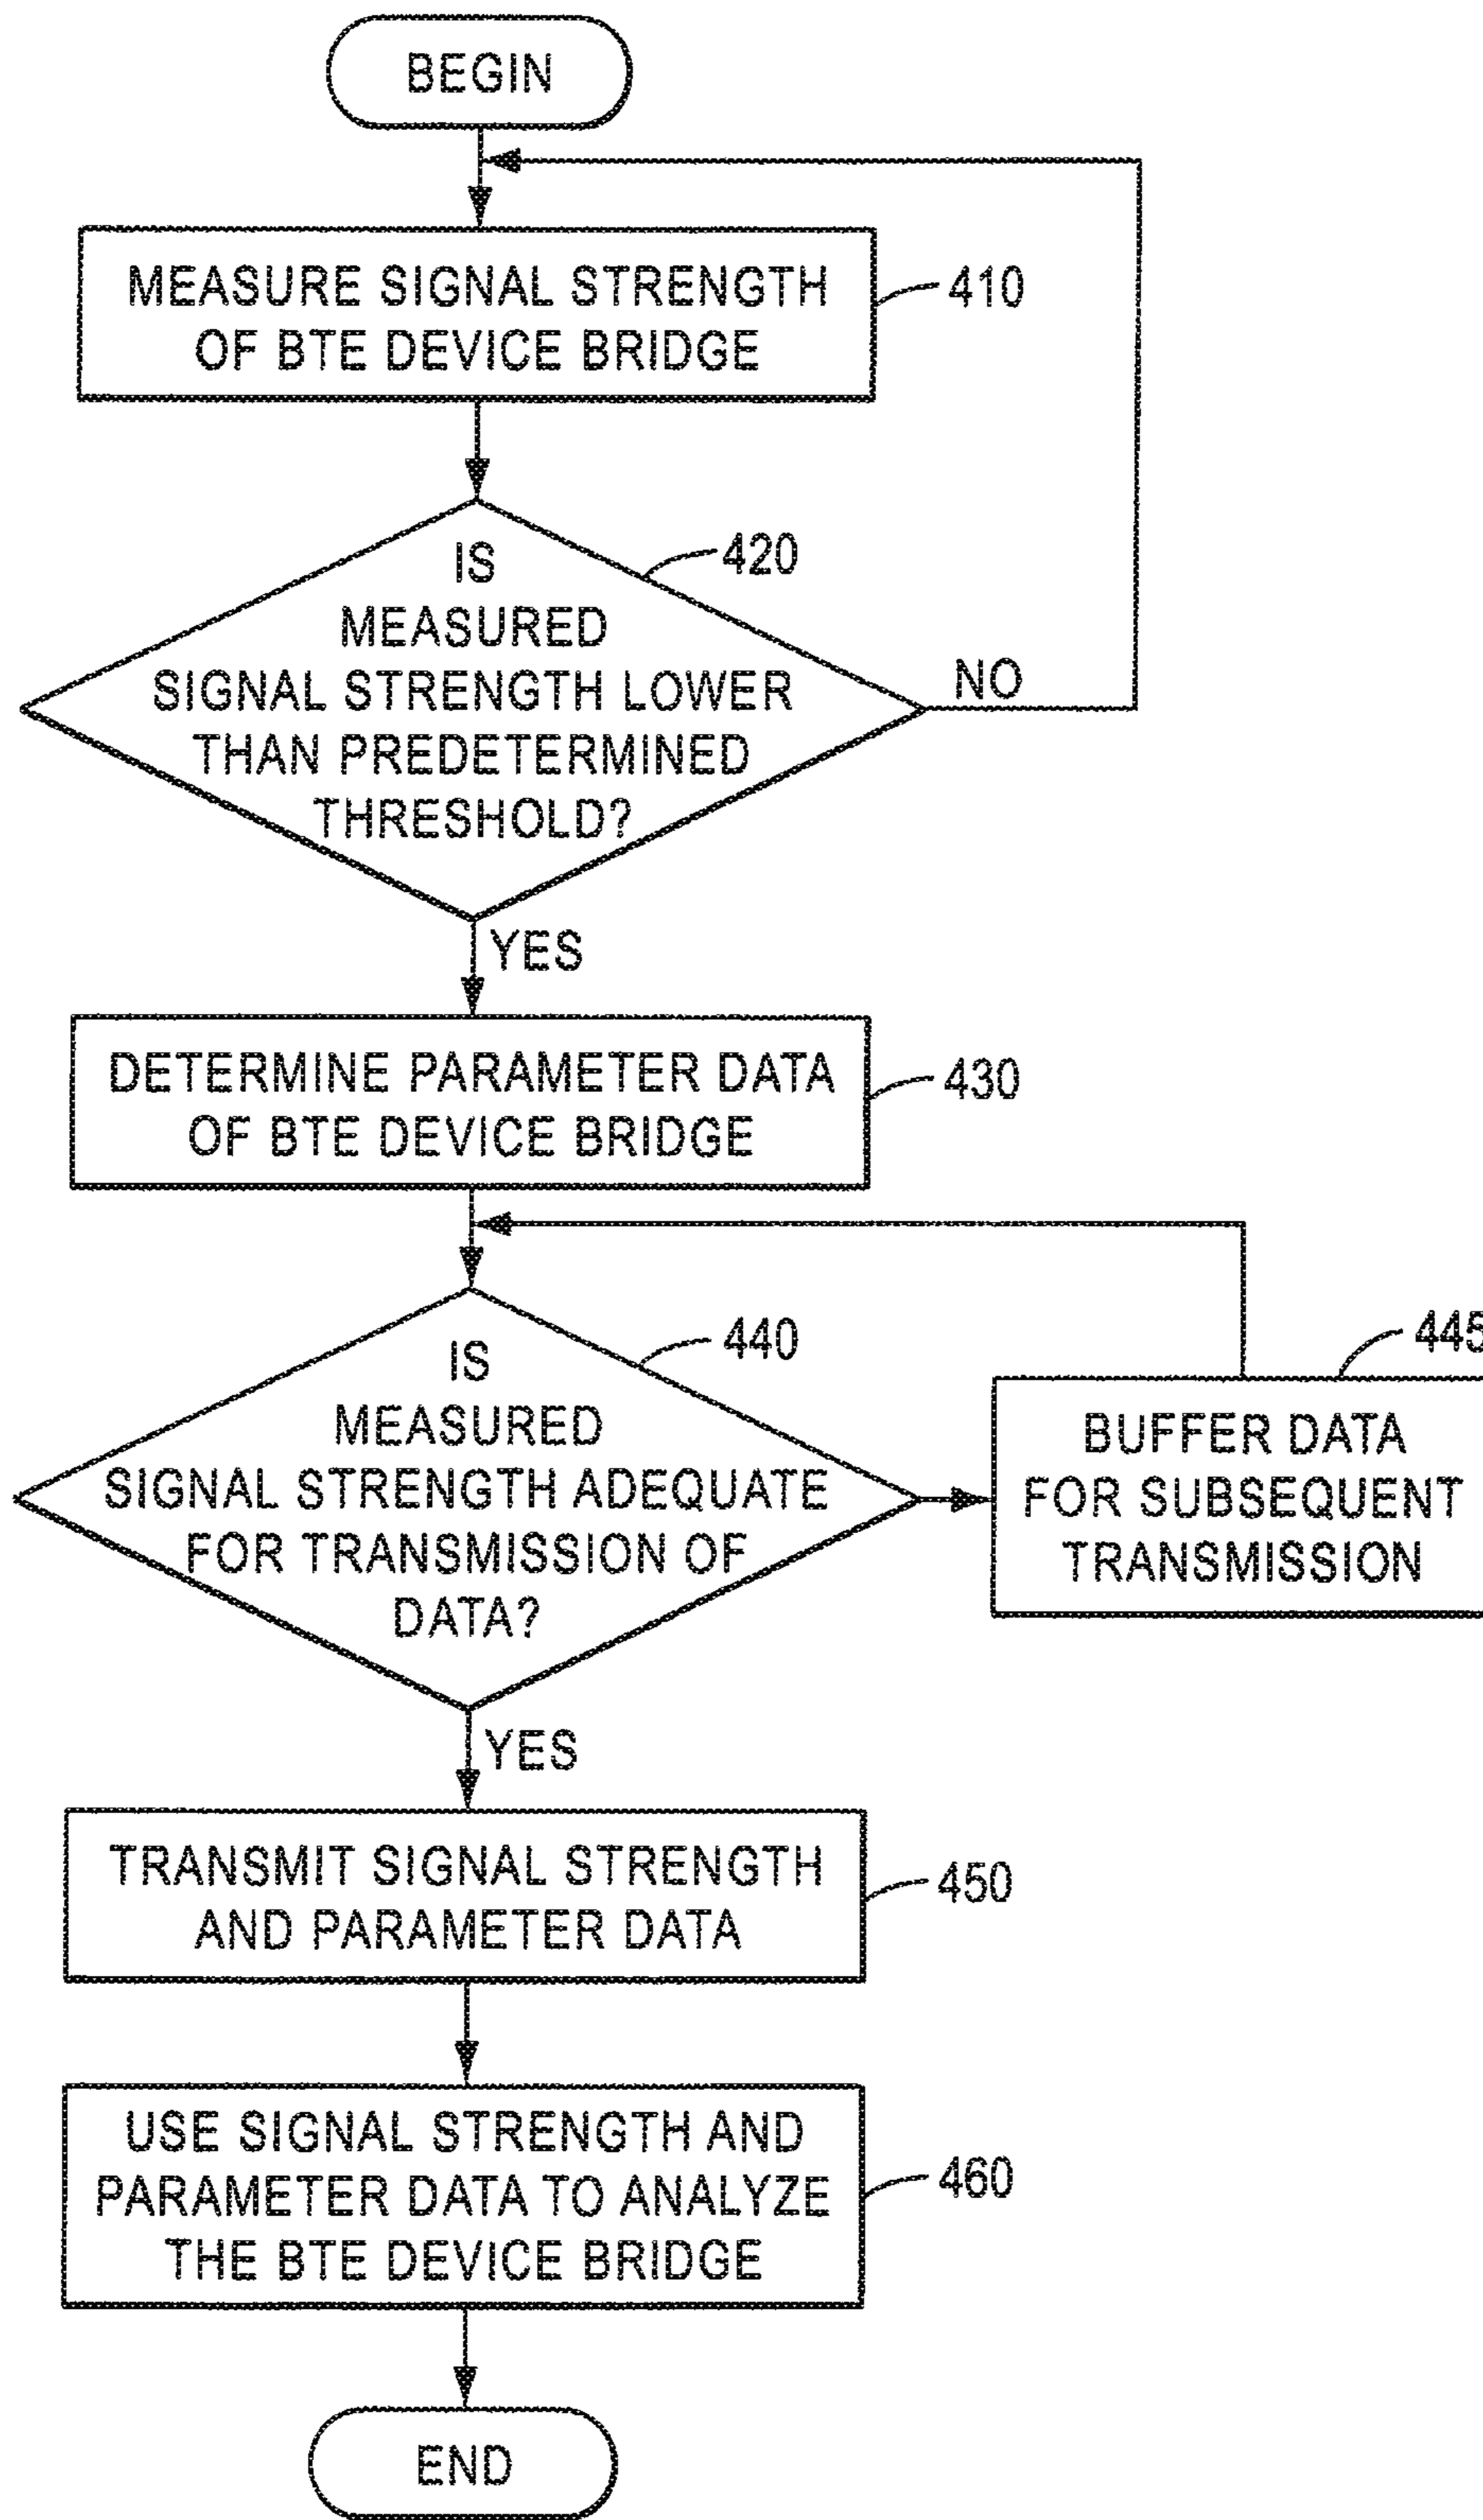 BEGIN
MEASURE SIGNAL STRENGTH
OF BTE DEVICE BRIDGE
410
IS
MEASURED
SIGNAL STRENGTH LOWER
THAN PREDETERMINED
THRESHOLD?
420
NO
YES
DETERMINE PARAMETER DATA
OF BTE DEVICE BRIDGE
430
IS
MEASURED
SIGNAL STRENGTH ADEQUATE
FOR TRANSMISSION OF
DATA?
440
445
BUFFER DATA
FOR SUBSEQUENT
TRANSMISSION
YES
TRANSMIT SIGNAL STRENGTH
AND PARAMETER DATA
450
USE SIGNAL STRENGTH AND
PARAMETER DATA TO ANALYZE
THE BTE DEVICE BRIDGE
460
END